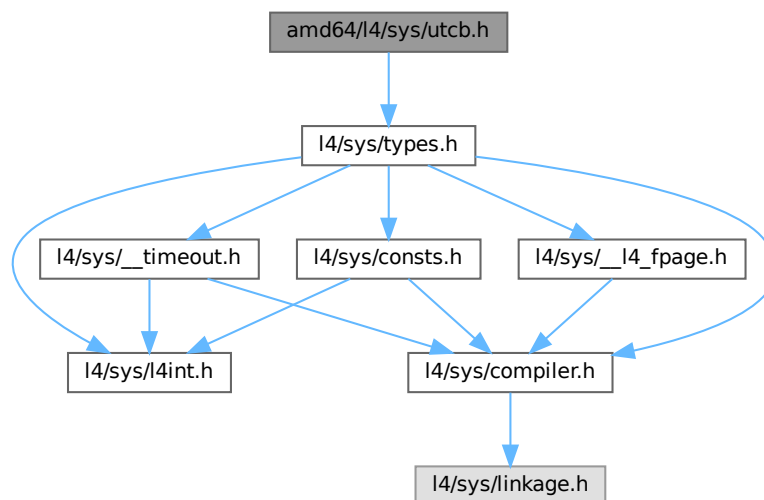 amd64/l4/sys/utcb.h
l4/sys/types.h
l4/sys/__timeout.h
l4/sys/consts.h
l4/sys/__l4_fpage.h
l4/sys/l4int.h
l4/sys/compiler.h
l4/sys/linkage.h